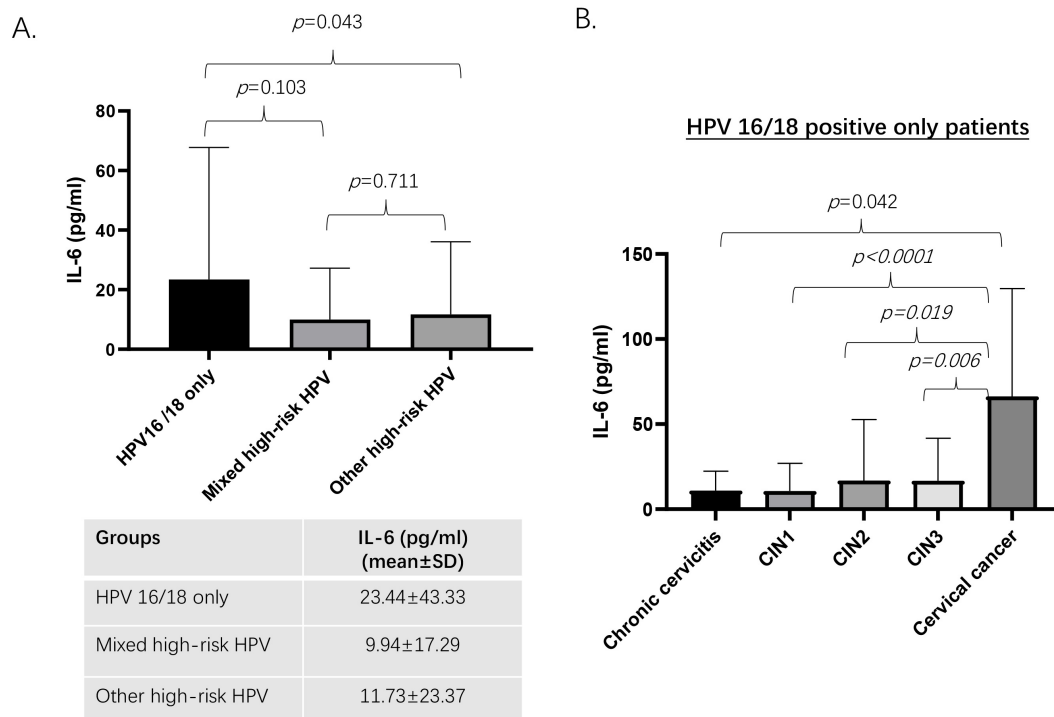 A.
p=0.043
p=0.103
p=0.711
80
60
40
20
0
IL-6 (pg/ml)
HPV16 /18 only
Mixed high-risk HPV
Other high-risk HPV
Groups IL-6 (pg/ml)
(mean±SD)
HPV 16/18 only 23.44±43.33
Mixed high-risk HPV 9.94±17.29
Other high-risk HPV 11.73±23.37
B.
HPV 16/18 positive only patients
p=0.042
p<0.0001
p=0.019
p=0.006
150
100
50
0
IL-6 (pg/ml)
Chronic cervicitis
CIN1
CIN2
CIN3
Cervical cancer